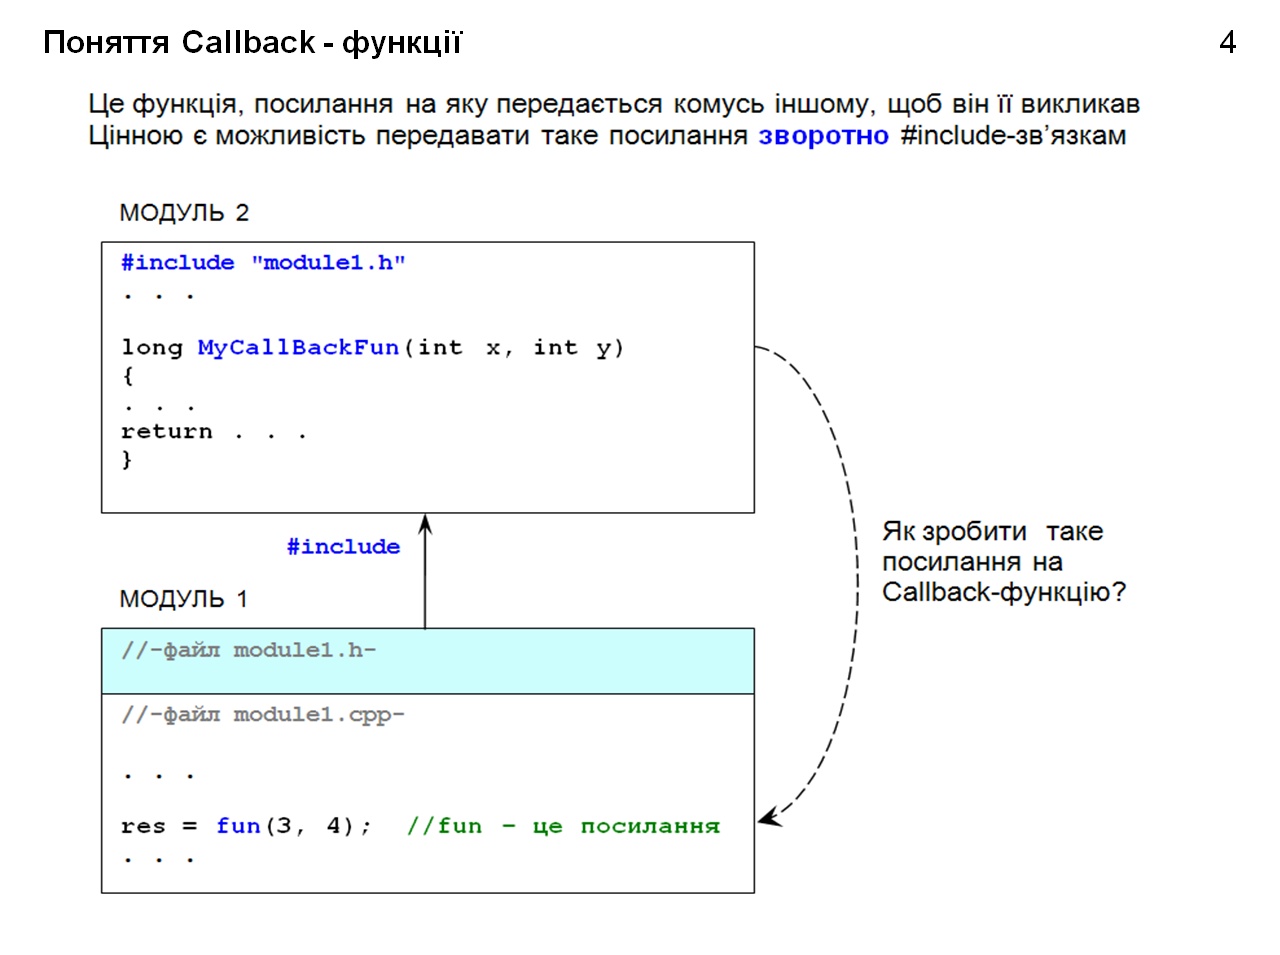 Поняття Callback - функції
4
Це функція, посилання на яку передається комусь іншому, щоб він її викликав
Цінною є можливість передавати таке посилання зворотно #include-зв’язкам
МОДУЛЬ 2
#include "module1.h"
. . .
long MyCallBackFun(int x, int y)
{
. . .
return . . .
}
#include
Як зробити таке
посилання на
Callback-функцію?
МОДУЛЬ 1
//-файл module1.h-
//-файл module1.cpp-
. . .
res = fun(3, 4); //fun – це посилання
. . .